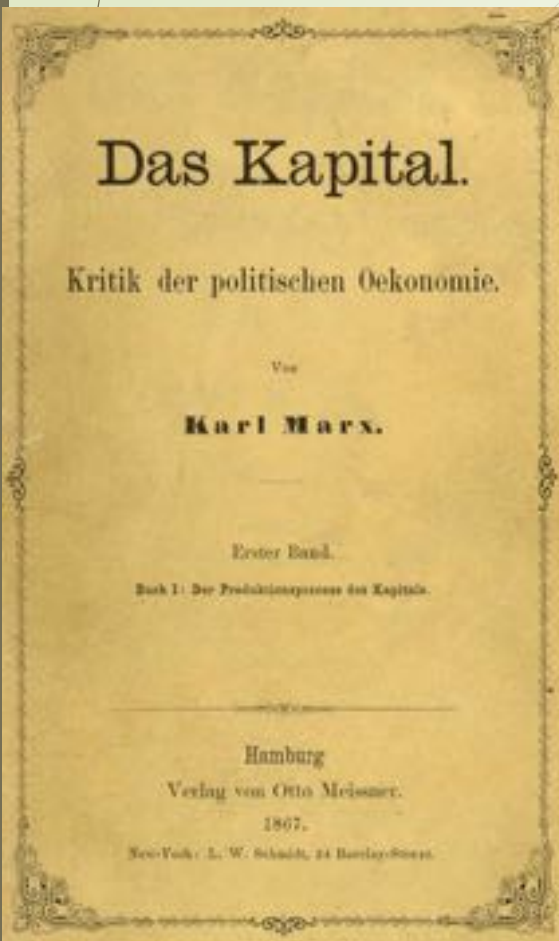 Das Kapital.
Kritik der politischen Oekonomie.
Von
Karl Marx.
Erster Band.
Buch I: Der Produktionsprocess des Kapitals.
Hamburg
Verlag von Otto Meissner.
1867.
New-York: L. W. Schmidt, 24 Barclay-Street.